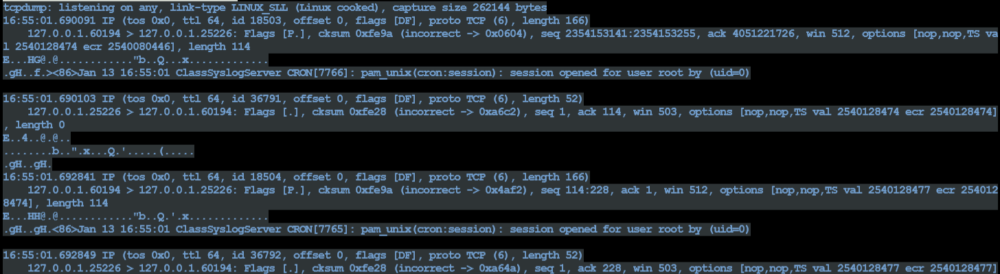 tcpdump: listening on any, link-type LINUX_SLL (Linux cooked), capture size 262144 bytes
16:55:01.690091 IP (tos 0x0, ttl 64, id 18503, offset 0, flags [DF], proto TCP (6), length 166)
    127.0.0.1.60194 > 127.0.0.1.25226: Flags [P.], cksum 0xfe9a (incorrect -> 0x0604), seq 2354153141:2354153255, ack 4051221726, win 512, options [nop,nop,TS va
l 2540128474 ecr 2540080446], length 114
E...HG@.@............"b..Q...x.............
.gH..f.><86>Jan 13 16:55:01 ClassSyslogServer CRON[7766]: pam_unix(cron:session): session opened for user root by (uid=0)

16:55:01.690103 IP (tos 0x0, ttl 64, id 36791, offset 0, flags [DF], proto TCP (6), length 52)
    127.0.0.1.25226 > 127.0.0.1.60194: Flags [.], cksum 0xfe28 (incorrect -> 0xa6c2), seq 1, ack 114, win 503, options [nop,nop,TS val 2540128474 ecr 2540128474]
, length 0
E..4..@.@..
........b..".x...Q.'.....(.....
.gH..gH.
16:55:01.692841 IP (tos 0x0, ttl 64, id 18504, offset 0, flags [DF], proto TCP (6), length 166)
    127.0.0.1.60194 > 127.0.0.1.25226: Flags [P.], cksum 0xfe9a (incorrect -> 0x4af2), seq 114:228, ack 1, win 512, options [nop,nop,TS val 2540128477 ecr 254012
8474], length 114
E...HH@.@............"b..Q.'.x.............
.gH..gH.<86>Jan 13 16:55:01 ClassSyslogServer CRON[7765]: pam_unix(cron:session): session opened for user root by (uid=0)

16:55:01.692849 IP (tos 0x0, ttl 64, id 36792, offset 0, flags [DF], proto TCP (6), length 52)
    127.0.0.1.25226 > 127.0.0.1.60194: Flags [.], cksum 0xfe28 (incorrect -> 0xa64a), seq 1, ack 228, win 503, options [nop,nop,TS val 2540128477 ecr 2540128477]